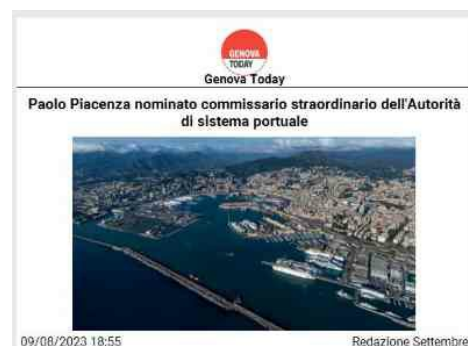 GENOVA
TODAY
Genova Today
Paolo Piacenza nominato commissario straordinario dell'Autorità
di sistema portuale
09/08/2023 18:55
Redazione Settembre